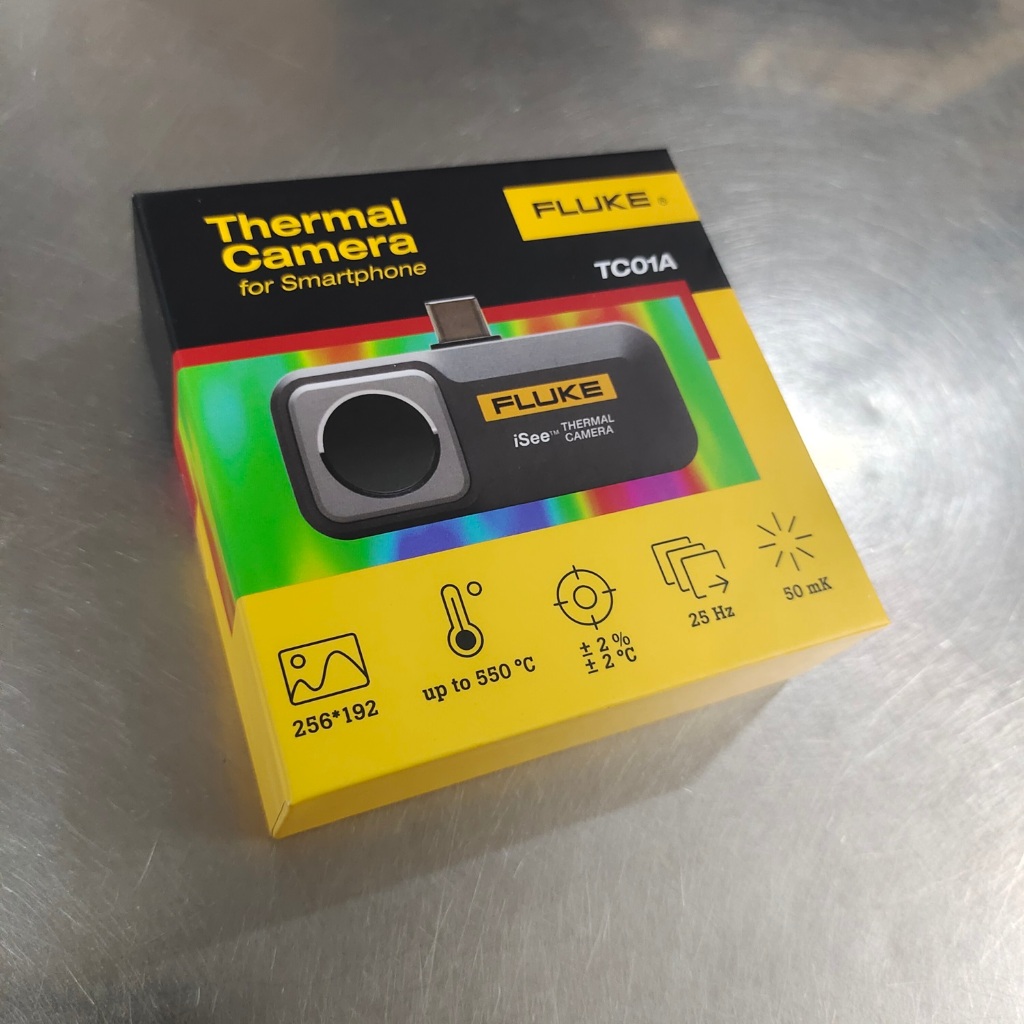 Thermal
Camera
for Smartphone
FLUKE ®
TC01A
FLUKE
iSee™ THERMAL
CAMERA
256*192
up to 550 °C
± 2 %
± 2 °C
25 Hz
50 mK